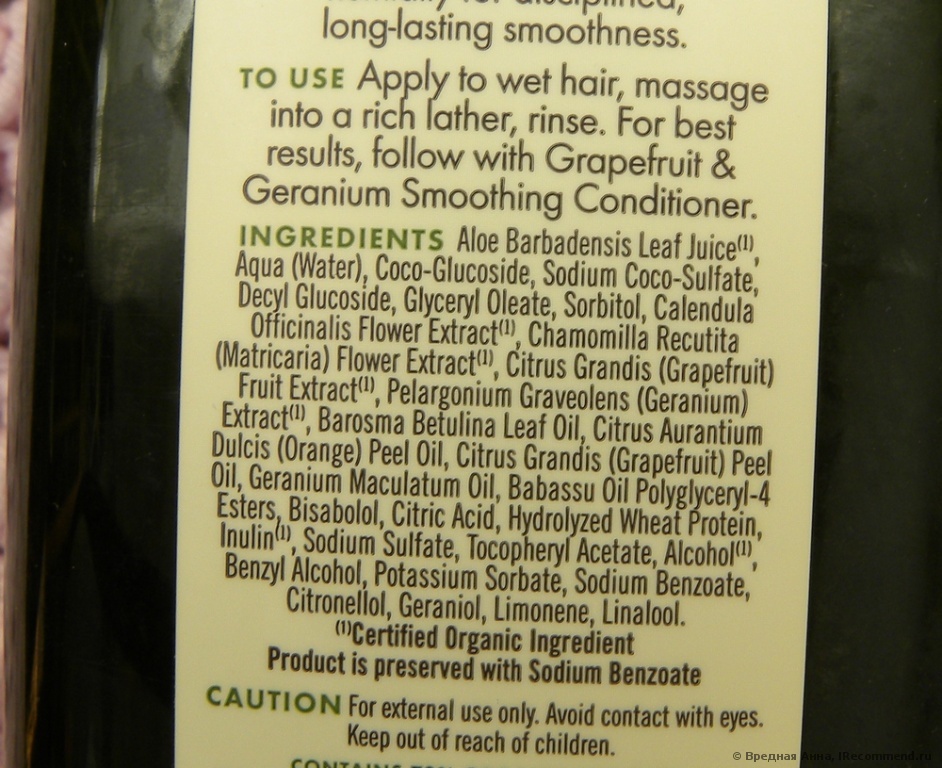 long-lasting smoothness.
TO USE Apply to wet hair, massage
into a rich lather, rinse. For best
results, follow with Grapefruit &
Geranium Smoothing Conditioner.
INGREDIENTS Aloe Barbadensis Leaf Juice(1),
Aqua (Water), Coco-Glucoside, Sodium Coco-Sulfate,
Decyl Glucoside, Glyceryl Oleate, Sorbitol, Calendula
Officinalis Flower Extract(1), Chamomilla Recutita
(Matricaria) Flower Extract(1), Citrus Grandis (Grapefruit)
Fruit Extract(1), Pelargonium Graveolens (Geranium)
Extract(1), Barosma Betulina Leaf Oil, Citrus Aurantium
Dulcis (Orange) Peel Oil, Citrus Grandis (Grapefruit) Peel
Oil, Geranium Maculatum Oil, Babassu Oil Polyglyceryl-4
Esters, Bisabolol, Citric Acid, Hydrolyzed Wheat Protein,
Inulin(1), Sodium Sulfate, Tocopheryl Acetate, Alcohol(1),
Benzyl Alcohol, Potassium Sorbate, Sodium Benzoate,
Citronellol, Geraniol, Limonene, Linalool.
(1)Certified Organic Ingredient
Product is preserved with Sodium Benzoate
CAUTION For external use only. Avoid contact with eyes.
Keep out of reach of children.
© Вредная Анна, IRecommend.ru